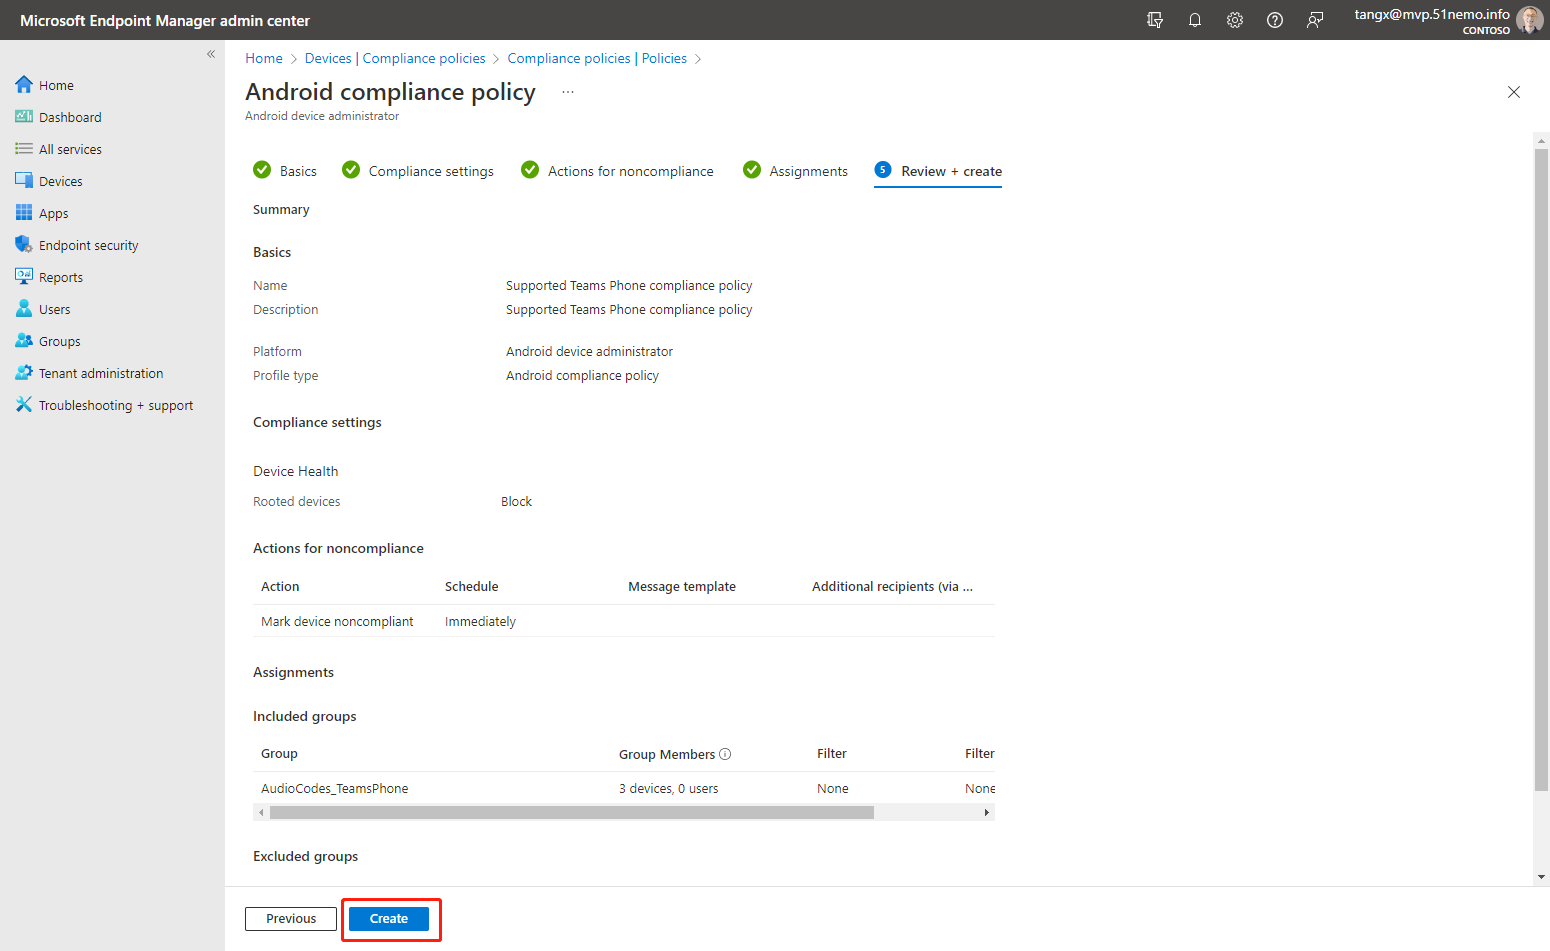 Microsoft Endpoint Manager admin center
tangx@mvp.51nemo.info
CONTOSO
«
Home
Dashboard
All services
Devices
Apps
Endpoint security
Reports
Users
Groups
Tenant administration
Troubleshooting + support
Home > Devices | Compliance policies > Compliance policies | Policies >
Android compliance policy ...
Android device administrator
Basics Compliance settings Actions for noncompliance Assignments 5 Review + create
Summary
Basics
Name Supported Teams Phone compliance policy
Description Supported Teams Phone compliance policy
Platform Android device administrator
Profile type Android compliance policy
Compliance settings
Device Health
Rooted devices Block
Actions for noncompliance
Action Schedule Message template Additional recipients (via ...
Mark device noncompliant Immediately
Assignments
Included groups
Group Group Members Filter Filter
AudioCodes_TeamsPhone 3 devices, 0 users None None
Excluded groups
Previous Create